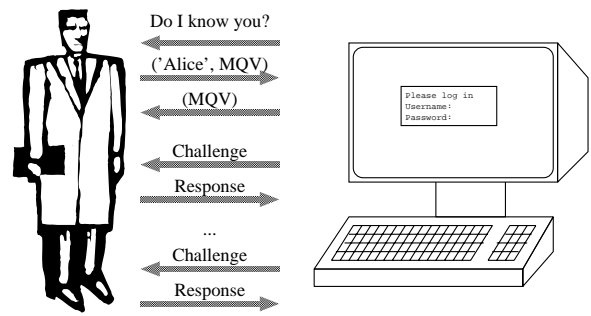 Do I know you?
('Alice', MQV)
(MQV)
Challenge
Response
...
Challenge
Response
Please log in
Username:
Password: